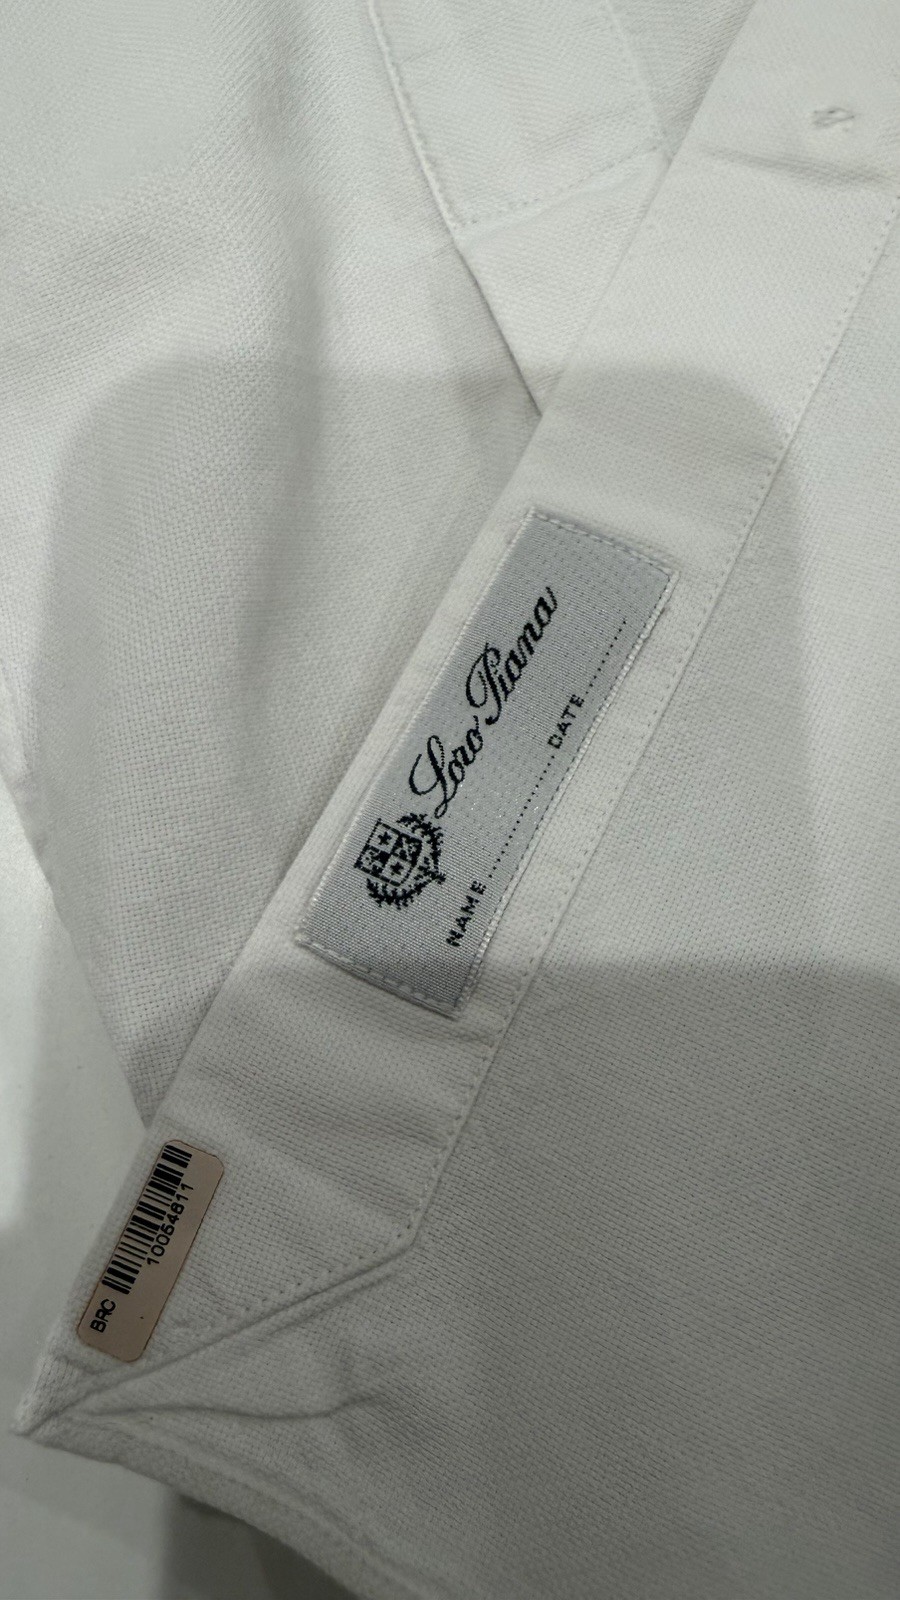 Loro Piana
NAME .................. DATE ..........
BRC
10054811